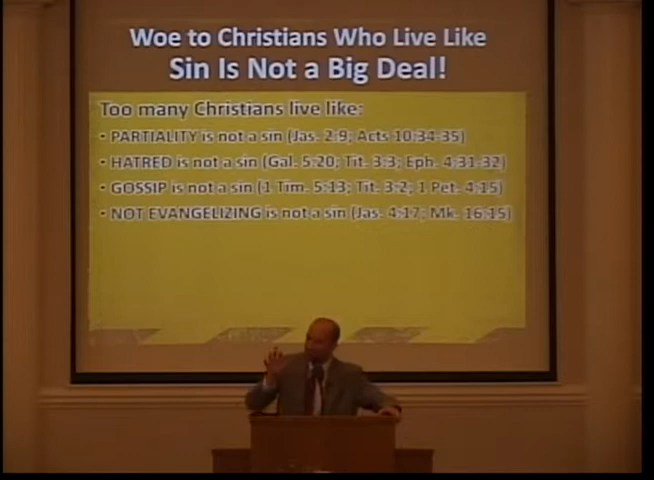 Woe to Christians Who Live Like
Sin Is Not a Big Deal!
Too many Christians live like:
• PARTIALITY is not a sin (Jas. 2:9; Acts 10:34-35)
• HATRED is not a sin (Gal. 5:20; Tit. 3:3; Eph. 4:31-32)
• GOSSIP is not a sin (1 Tim. 5:13; Tit. 3:2; 1 Pet. 4:15)
• NOT EVANGELIZING is not a sin (Jas. 4:17; Mk. 16:15)